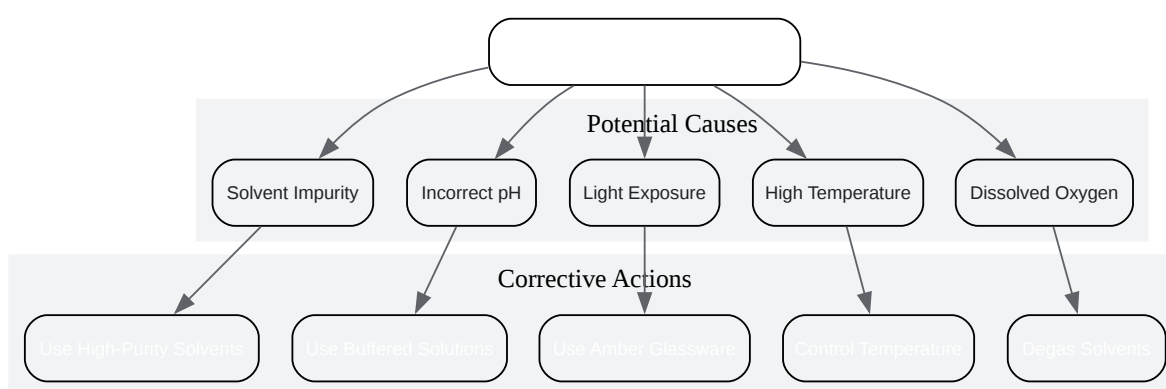 Potential Causes
Solvent Impurity
Incorrect pH
Light Exposure
High Temperature
Dissolved Oxygen
Corrective Actions
Use High-Purity Solvents
Use Buffered Solutions
Use Amber Glassware
Control Temperature
Degas Solvents